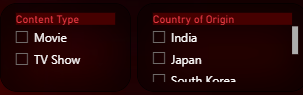 Content Type
Movie
TV Show
Country of Origin
India
Japan
South Korea